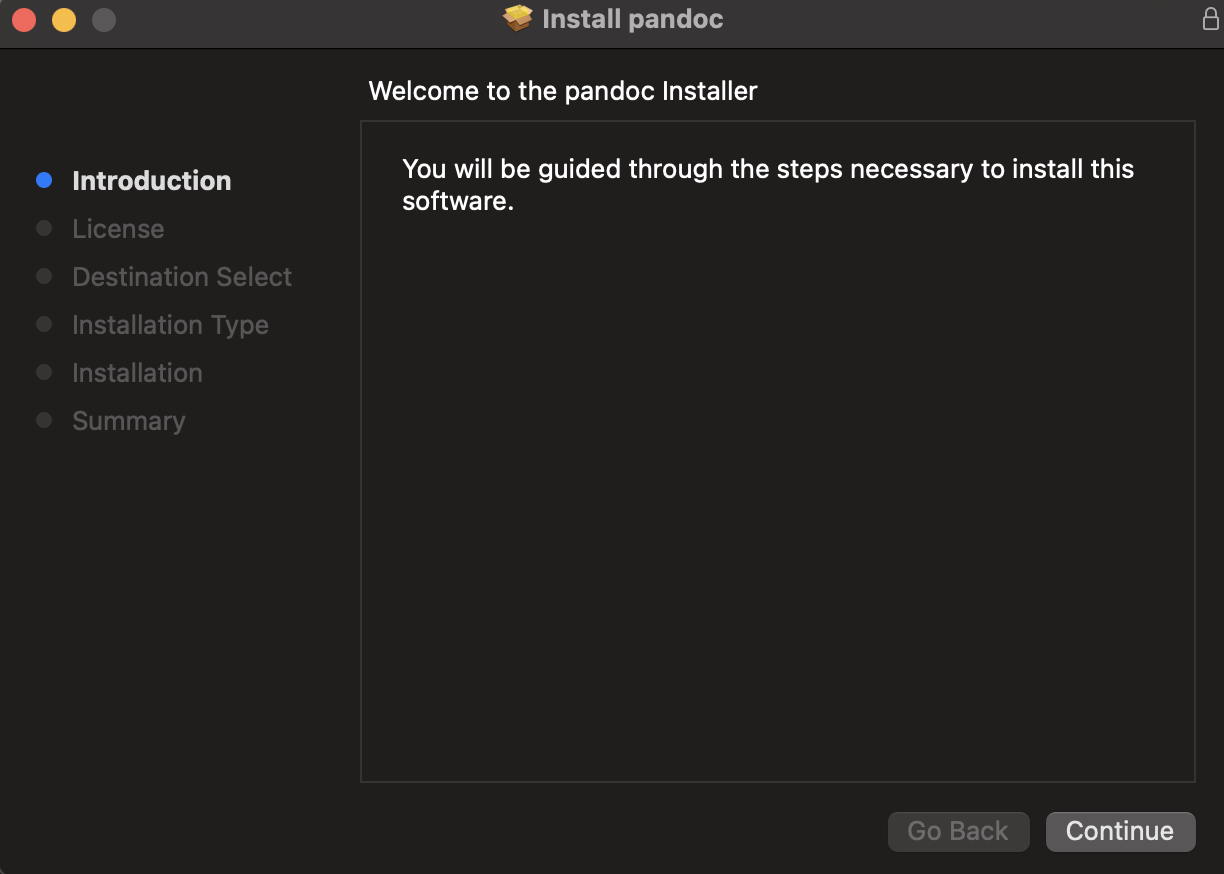 Install pandoc
Welcome to the pandoc Installer
Introduction
License
Destination Select
Installation Type
Installation
Summary
You will be guided through the steps necessary to install this
software.
Go Back
Continue